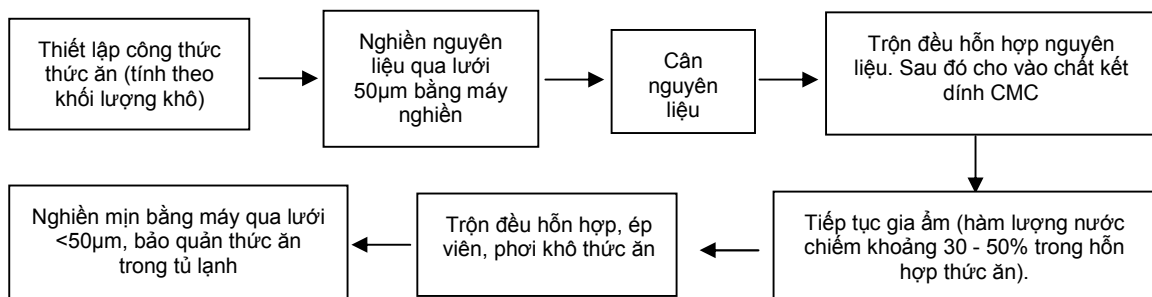 Thiết lập công thức
thức ăn (tính theo
khối lượng khô)
Nghiền nguyên
liệu qua lưới
50µm bằng máy
nghiền
Cân
nguyên
liệu
Trộn đều hỗn hợp nguyên
liệu. Sau đó cho vào chất kết
dính CMC
Tiếp tục gia ẩm (hàm lượng nước
chiếm khoảng 30 - 50% trong hỗn
hợp thức ăn).
Trộn đều hỗn hợp, ép
viên, phơi khô thức ăn
Nghiền mịn bằng máy qua lưới
<50µm, bảo quản thức ăn
trong tủ lạnh